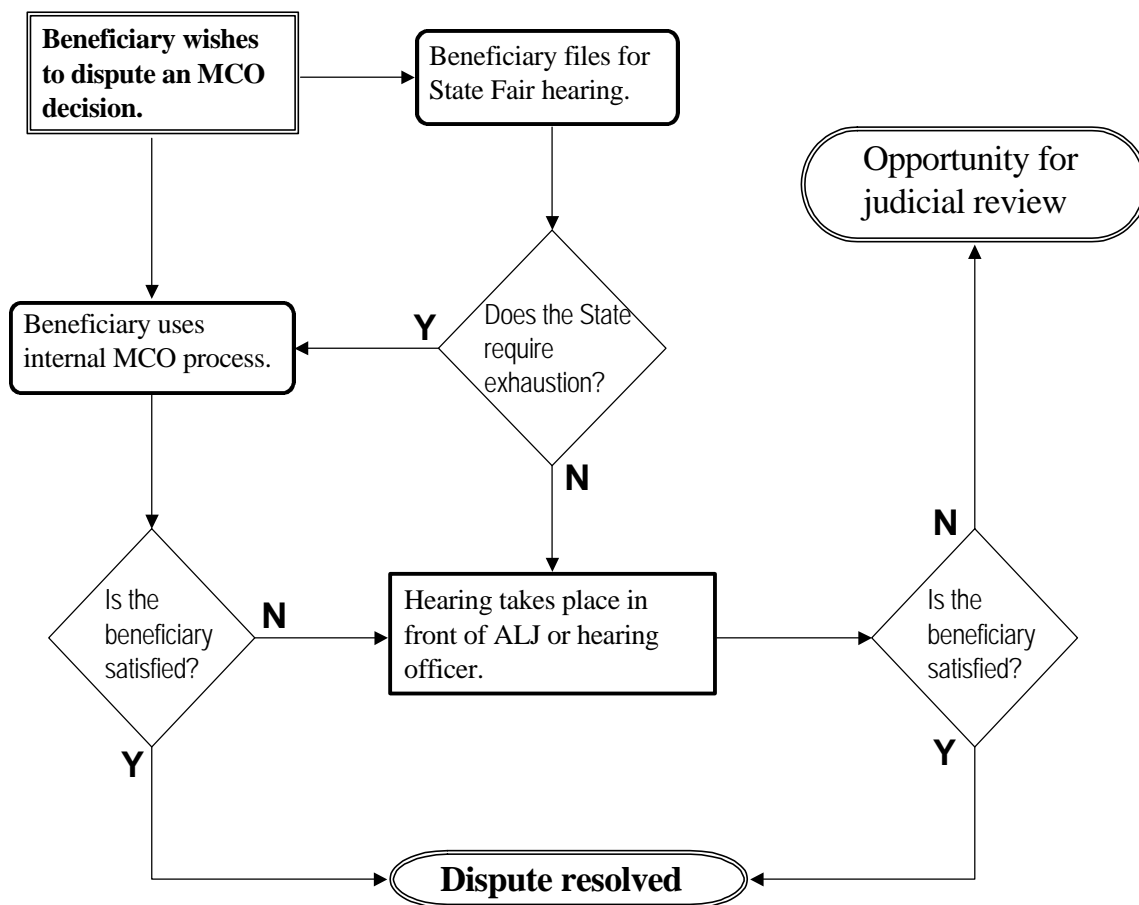 Beneficiary wishes
to dispute an MCO
decision.
Beneficiary files for
State Fair hearing.
Opportunity for
judicial review
Beneficiary uses
internal MCO process.
Y
Does the State
require
exhaustion?
N
N
Is the
beneficiary
satisfied?
N
Hearing takes place in
front of ALJ or hearing
officer.
Is the
beneficiary
satisfied?
Y
Y
Dispute resolved